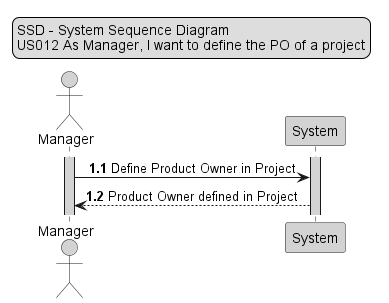 SSD - System Sequence Diagram
US012 As Manager, I want to define the PO of a project
Manager
System
1.1 Define Product Owner in Project
1.2 Product Owner defined in Project
Manager
System